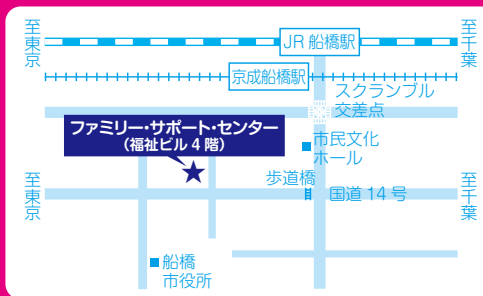 至東京
JR 船橋駅
至千葉
京成船橋駅
スクランブル
交差点
ファミリー・サポート・センター
（福祉ビル 4 階）
市民文化
ホール
歩道橋
至東京
国道 14 号
至千葉
船橋
市役所